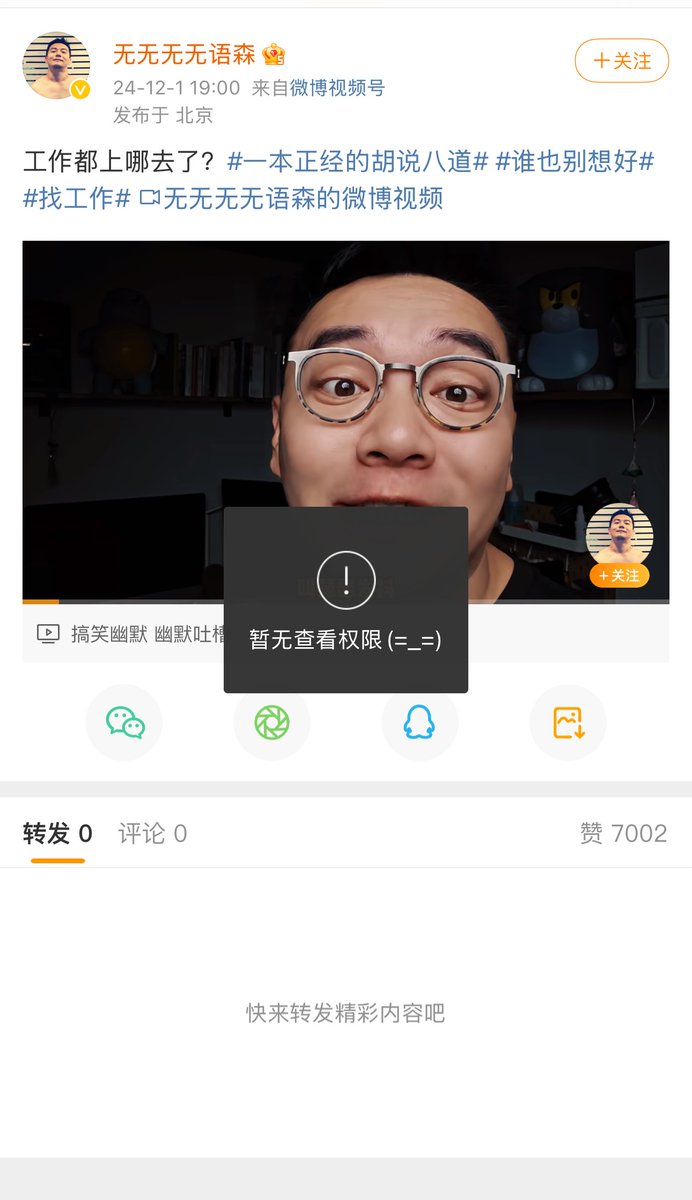 无无无无语森
24-12-1 19:00 来自微博视频号
发布于 北京
+关注
工作都上哪去了？#一本正经的胡说八道# #谁也别想好#
#找工作# 无无无无语森的微博视频
+关注
搞笑幽默 幽默吐槽
暂无查看权限(=_=)
转发 0
评论 0
赞 7002
快来转发精彩内容吧